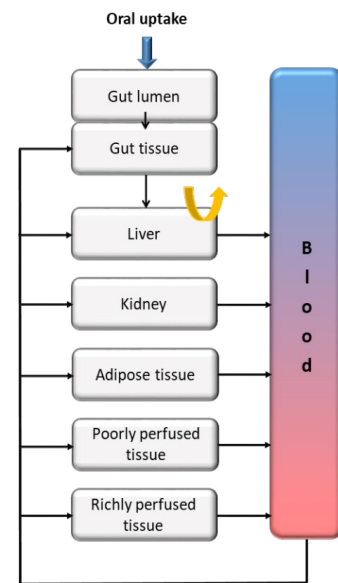 Oral uptake
Gut lumen
Gut tissue
Liver
Kidney
Adipose tissue
Poorly perfused
tissue
Richly perfused
tissue
B
l
o
o
d